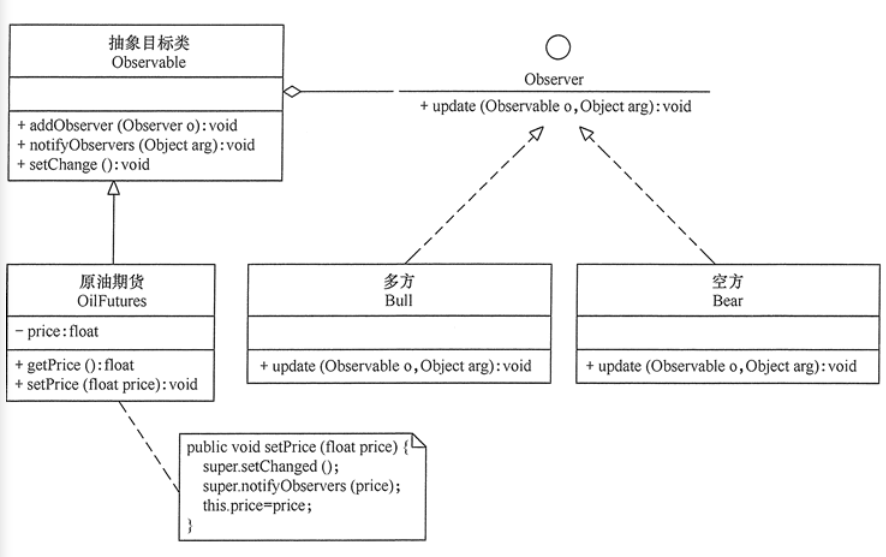 抽象目标类
Observable
+ addObserver (Observer o): void
+ notifyObservers (Object arg): void
+ setChange (): void
Observer
+ update (Observable o, Object arg): void
原油期货
OilFutures
- price: float
+ getPrice (): float
+ setPrice (float price): void
多方
Bull
+ update (Observable o, Object arg): void
空方
Bear
+ update (Observable o, Object arg): void
public void setPrice (float price) {
super.setChanged ();
super.notifyObservers (price);
this.price=price;
}